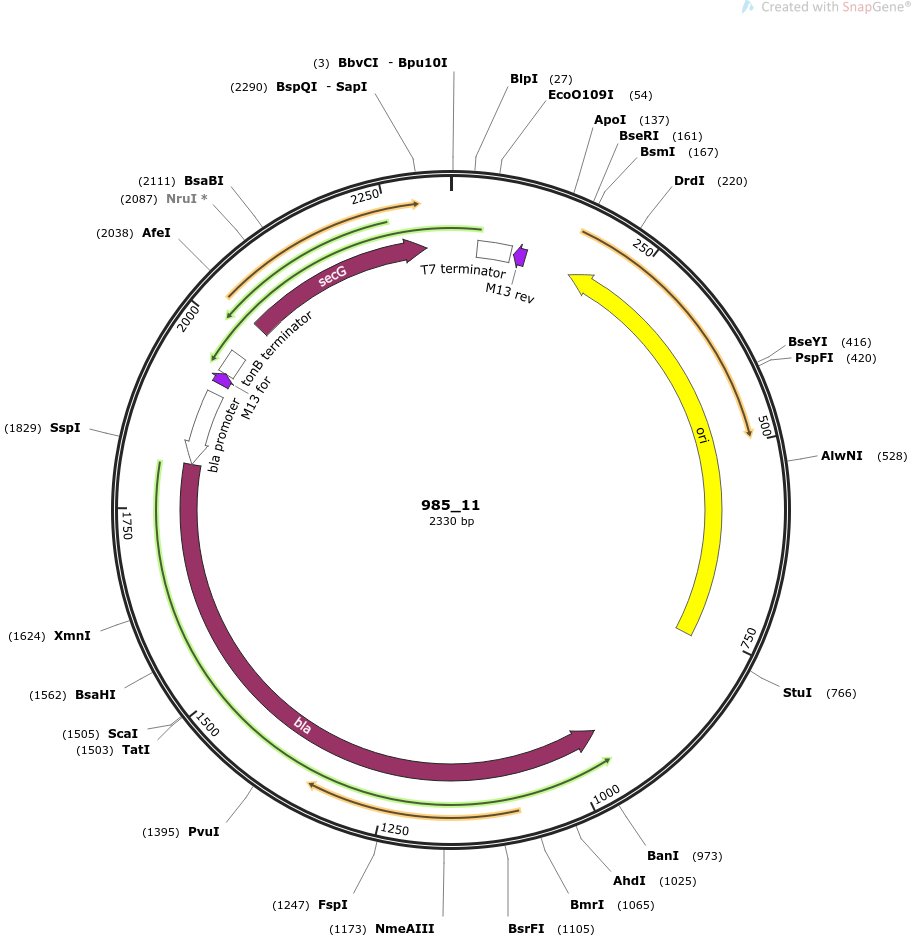 Created with SnapGene®
(3) BbvCI - Bpu10I
(2290) BspQI - SapI
BlpI (27)
EcoO109I (54)
ApoI (137)
BseRI (161)
BsmI (167)
DrdI (220)
(2111) BsaBI
(2087) NruI *
(2038) AfeI
2250
250
secG
T7 terminator
M13 rev
2000
tonB terminator
M13 for
bla promoter
BseYI (416)
PspFI (420)
500
ori
AlwNI (528)
(1829) SspI
985_11
2330 bp
1750
(1624) XmnI
750
StuI (766)
(1562) BsaHI
(1505) ScaI
(1503) TatI
1500
bla
1000
1250
(1395) PvuI
BanI (973)
AhdI (1025)
(1247) FspI
BmrI (1065)
(1173) NmeAIII
BsrFI (1105)